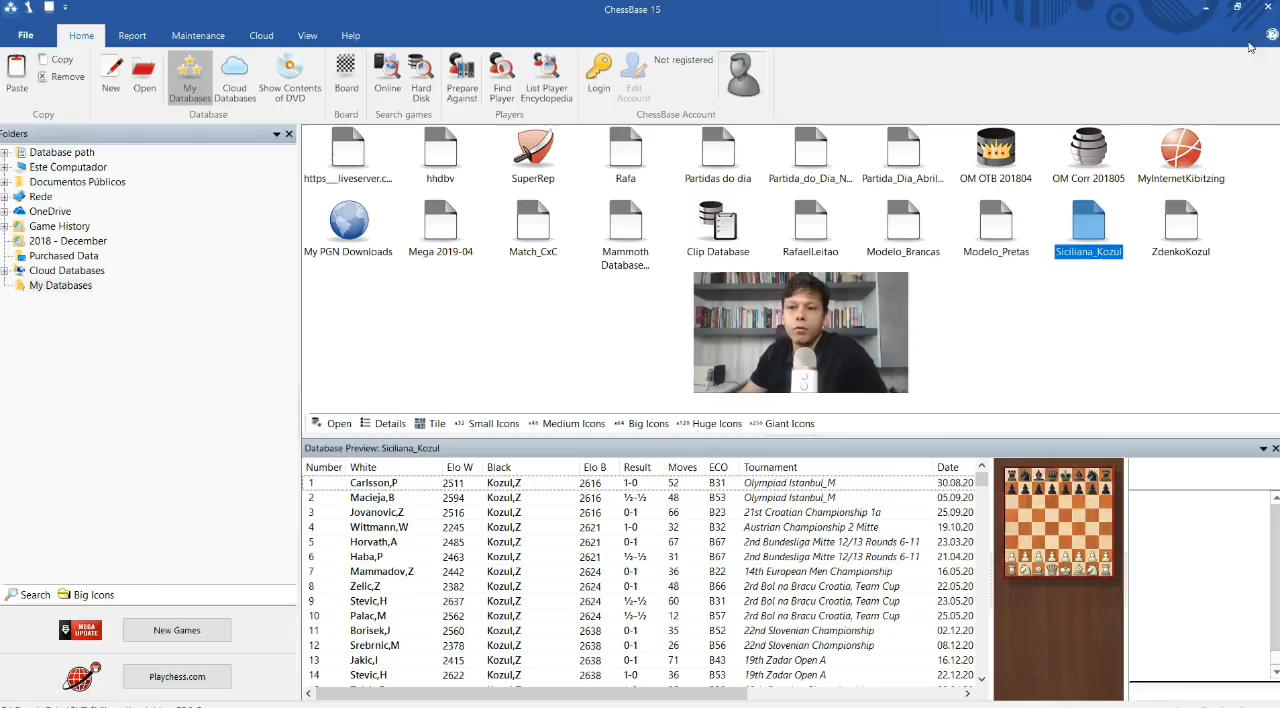 ChessBase 15
File Home Report Maintenance Cloud View Help
Paste Copy Remove New Open My Databases Cloud Databases Show Contents of DVD Board Online Hard Disk Prepare Against Find Player List Player Encyclopedia Login Edit Account Not registered
Copy Database Board Search games Players ChessBase Account
Folders
Database path
Este Computador
Documentos Públicos
Rede
OneDrive
Game History
2018 - December
Purchased Data
Cloud Databases
My Databases
https__liveserver.c... hhdbv SuperRep Rafa Partidas do dia Partida_do_Dia_N... Partida_Dia_Abril... OM OTB 201804 OM Corr 201805 MyInternetKibitzing
My PGN Downloads Mega 2019-04 Match_CxC Mammoth Database... Clip Database RafaelLeitao Modelo_Brancas Modelo_Pretas Siciliana_Kozul ZdenkoKozul
Open Details Tile x32 Small Icons x48 Medium Icons x64 Big Icons x128 Huge Icons x256 Giant Icons
Database Preview: Siciliana_Kozul
Number White Elo W Black Elo B Result Moves ECO Tournament Date
1 Carlsson,P 2511 Kozul,Z 2616 1-0 52 B31 Olympiad Istanbul_M 30.08.20
2 Macieja,B 2594 Kozul,Z 2616 ½-½ 48 B53 Olympiad Istanbul_M 05.09.20
3 Jovanovic,Z 2516 Kozul,Z 2616 0-1 66 B23 21st Croatian Championship 1a 25.09.20
4 Wittmann,W 2245 Kozul,Z 2621 1-0 32 B32 Austrian Championship 2 Mitte 19.10.20
5 Horvath,A 2485 Kozul,Z 2621 0-1 67 B67 2nd Bundesliga Mitte 12/13 Rounds 6-11 23.03.20
6 Haba,P 2463 Kozul,Z 2621 ½-½ 31 B67 2nd Bundesliga Mitte 12/13 Rounds 6-11 21.04.20
7 Mammadov,Z 2442 Kozul,Z 2624 1-0 36 B22 14th European Men Championship 16.05.20
8 Zelic,Z 2382 Kozul,Z 2624 0-1 48 B66 2nd Bol na Bracu Croatia, Team Cup 22.05.20
9 Stevic,H 2637 Kozul,Z 2624 ½-½ 60 B31 2nd Bol na Bracu Croatia, Team Cup 23.05.20
10 Palac,M 2562 Kozul,Z 2624 ½-½ 12 B57 2nd Bol na Bracu Croatia, Team Cup 25.05.20
11 Borisek,J 2560 Kozul,Z 2638 0-1 35 B52 22nd Slovenian Championship 02.12.20
12 Srebrnic,M 2378 Kozul,Z 2638 0-1 26 B56 22nd Slovenian Championship 08.12.20
13 Jakic,I 2415 Kozul,Z 2638 0-1 71 B43 19th Zadar Open A 16.12.20
14 Stevic,H 2622 Kozul,Z 2638 1-0 36 B54 19th Zadar Open A 22.12.20
Search Big Icons
MEGA UPDATE New Games
Playchess.com